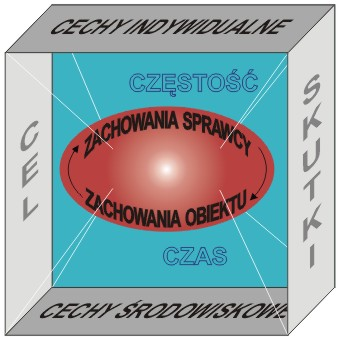 CECHY INDYWIDUALNE
CZĘSTOŚĆ
CEL
ZACHOWANIA SPRAWCY
SKUTKI
ZACHOWANIA OBIEKTU
CZAS
CECHY ŚRODOWISKOWE